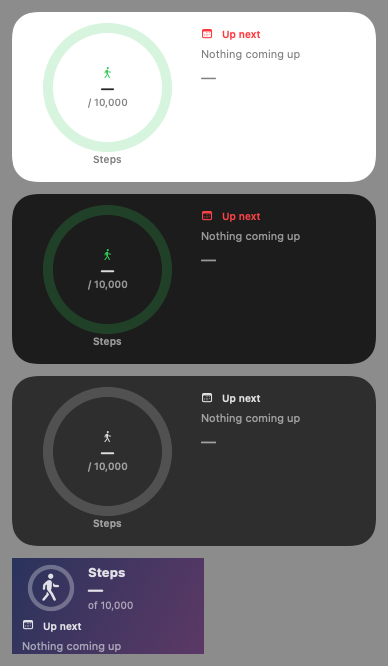 Up next
Nothing coming up
—
—
/ 10,000
Steps
Up next
Nothing coming up
—
—
/ 10,000
Steps
Up next
Nothing coming up
—
—
/ 10,000
Steps
Steps
—
of 10,000
Up next
Nothing coming up